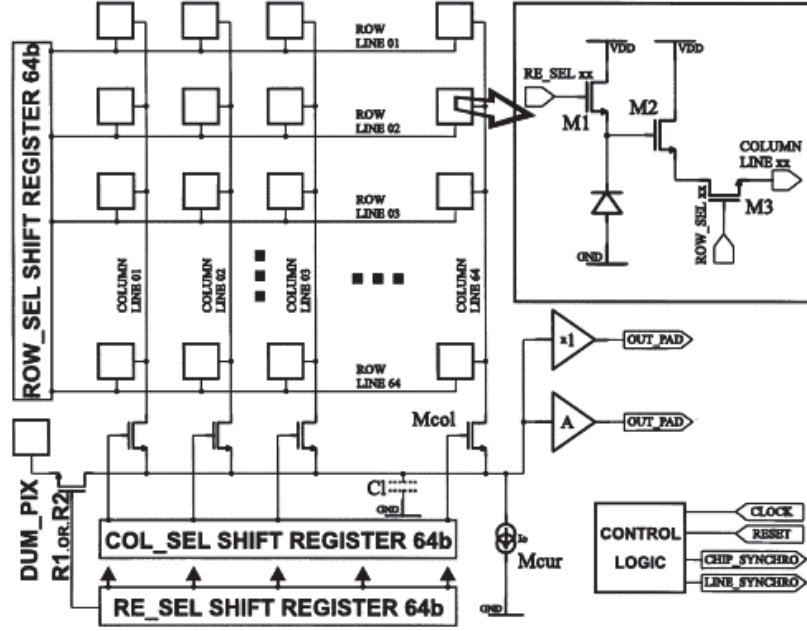 ROW_SEL SHIFT REGISTER 64b
ROW
LINE 01
ROW
LINE 02
ROW
LINE 03
ROW
LINE 64
COLUMN
LINE 01
COLUMN
LINE 02
COLUMN
LINE 03
COLUMN
LINE 64
VDD
VDD
RE_SEL xx
M1
M2
COLUMN
LINE xx
M3
ROW_SEL xx
GND
x1
OUT_PAD
A
OUT_PAD
Mcol
DUM_PIX
R1.OR.R2
Cl
GND
COL_SEL SHIFT REGISTER 64b
RE_SEL SHIFT REGISTER 64b
Io
Mcur
GND
CONTROL
LOGIC
CLOCK
RESET
CHIP_SYNCHRO
LINE_SYNCHRO